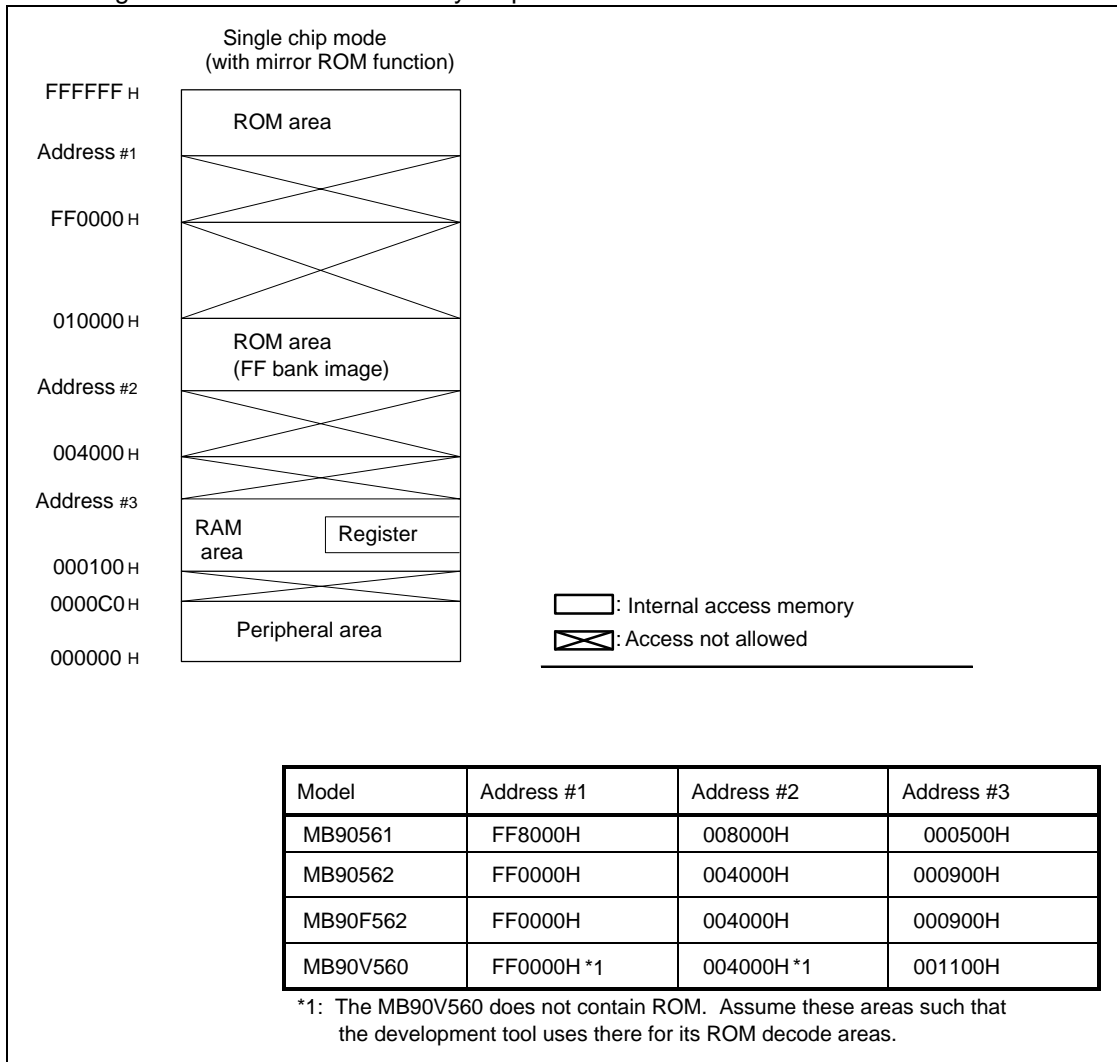 Single chip mode
(with mirror ROM function)
FFFFFF H
ROM area
Address #1
FF0000 H
010000 H
ROM area
(FF bank image)
Address #2
004000 H
Address #3
RAM
area
Register
000100 H
0000C0 H
Peripheral area
000000 H
: Internal access memory
: Access not allowed
Model Address #1 Address #2 Address #3
MB90561 FF8000H 008000H 000500H
MB90562 FF0000H 004000H 000900H
MB90F562 FF0000H 004000H 000900H
MB90V560 FF0000H *1 004000H *1 001100H
*1: The MB90V560 does not contain ROM. Assume these areas such that
the development tool uses there for its ROM decode areas.